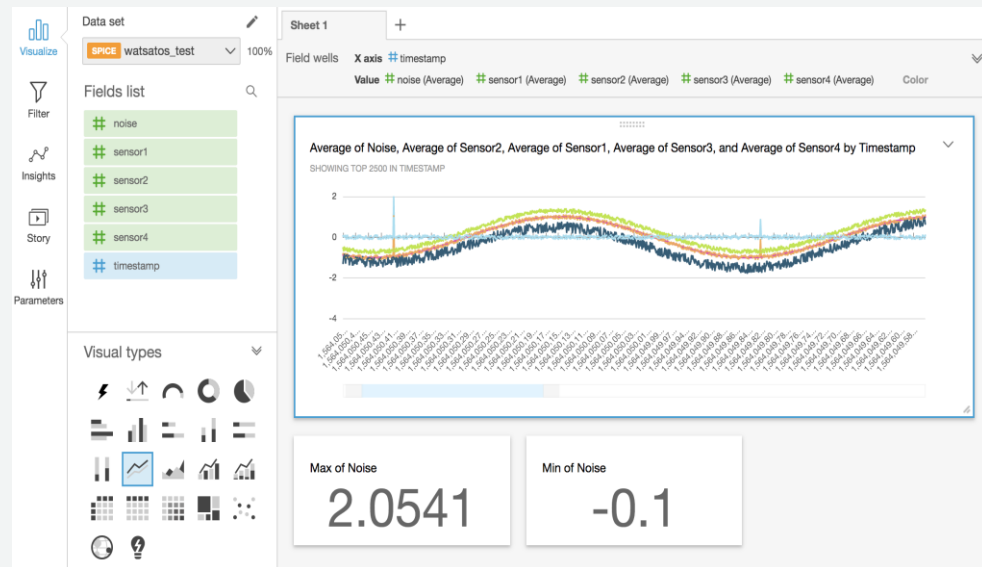 Visualize
Filter
Insights
Story
Parameters
Data set
SPICE watsatos_test 100%
Fields list
noise
sensor1
sensor2
sensor3
sensor4
timestamp
Visual types
Sheet 1 +
Field wells X axis # timestamp
Value # noise (Average) # sensor1 (Average) # sensor2 (Average) # sensor3 (Average) # sensor4 (Average) Color
Average of Noise, Average of Sensor2, Average of Sensor1, Average of Sensor3, and Average of Sensor4 by Timestamp
SHOWING TOP 2500 IN TIMESTAMP
2
0
-2
-4
Max of Noise
2.0541
Min of Noise
-0.1